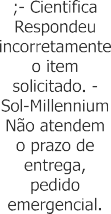 ;- Cientifica
Respondeu
incorretamente
o item
solicitado. -
Sol-Millennium
Não atendem
o prazo de
entrega,
pedido
emergencial.